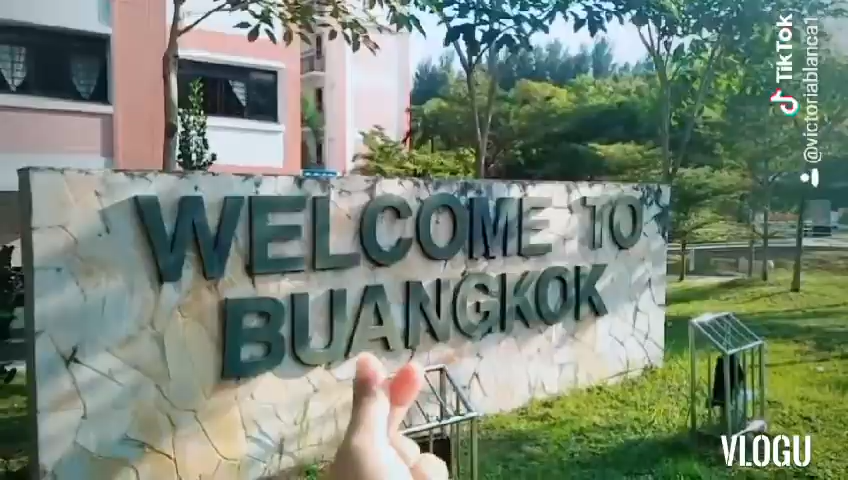 WELCOME TO
BUANGKOK
TikTok
@victoriablanca1
VLOGU